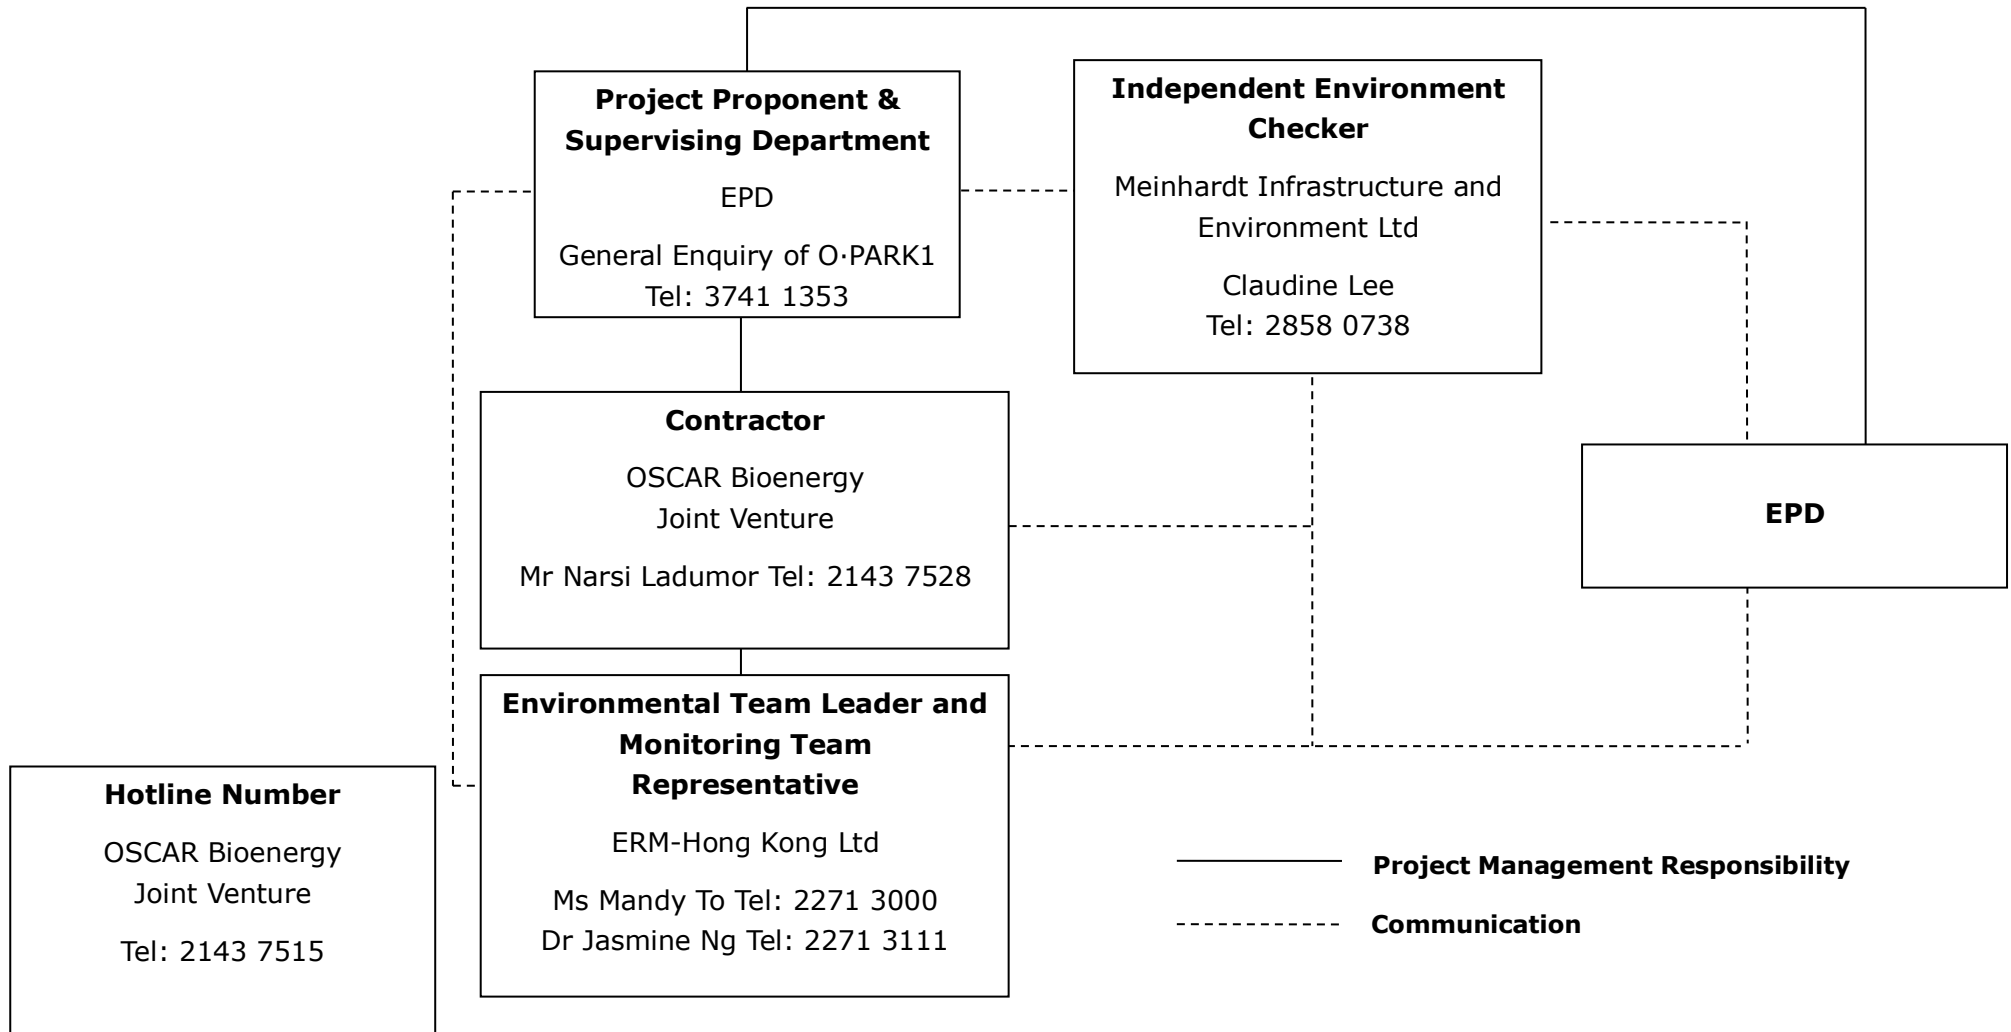 Project Proponent &
Supervising Department
EPD
General Enquiry of O·PARK1
Tel: 3741 1353
Independent Environment
Checker
Meinhardt Infrastructure and
Environment Ltd
Claudine Lee
Tel: 2858 0738
Contractor
OSCAR Bioenergy
Joint Venture
Mr Narsi Ladumor Tel: 2143 7528
EPD
Environmental Team Leader and
Monitoring Team
Representative
ERM-Hong Kong Ltd
Ms Mandy To Tel: 2271 3000
Dr Jasmine Ng Tel: 2271 3111
Hotline Number
OSCAR Bioenergy
Joint Venture
Tel: 2143 7515
Project Management Responsibility
Communication